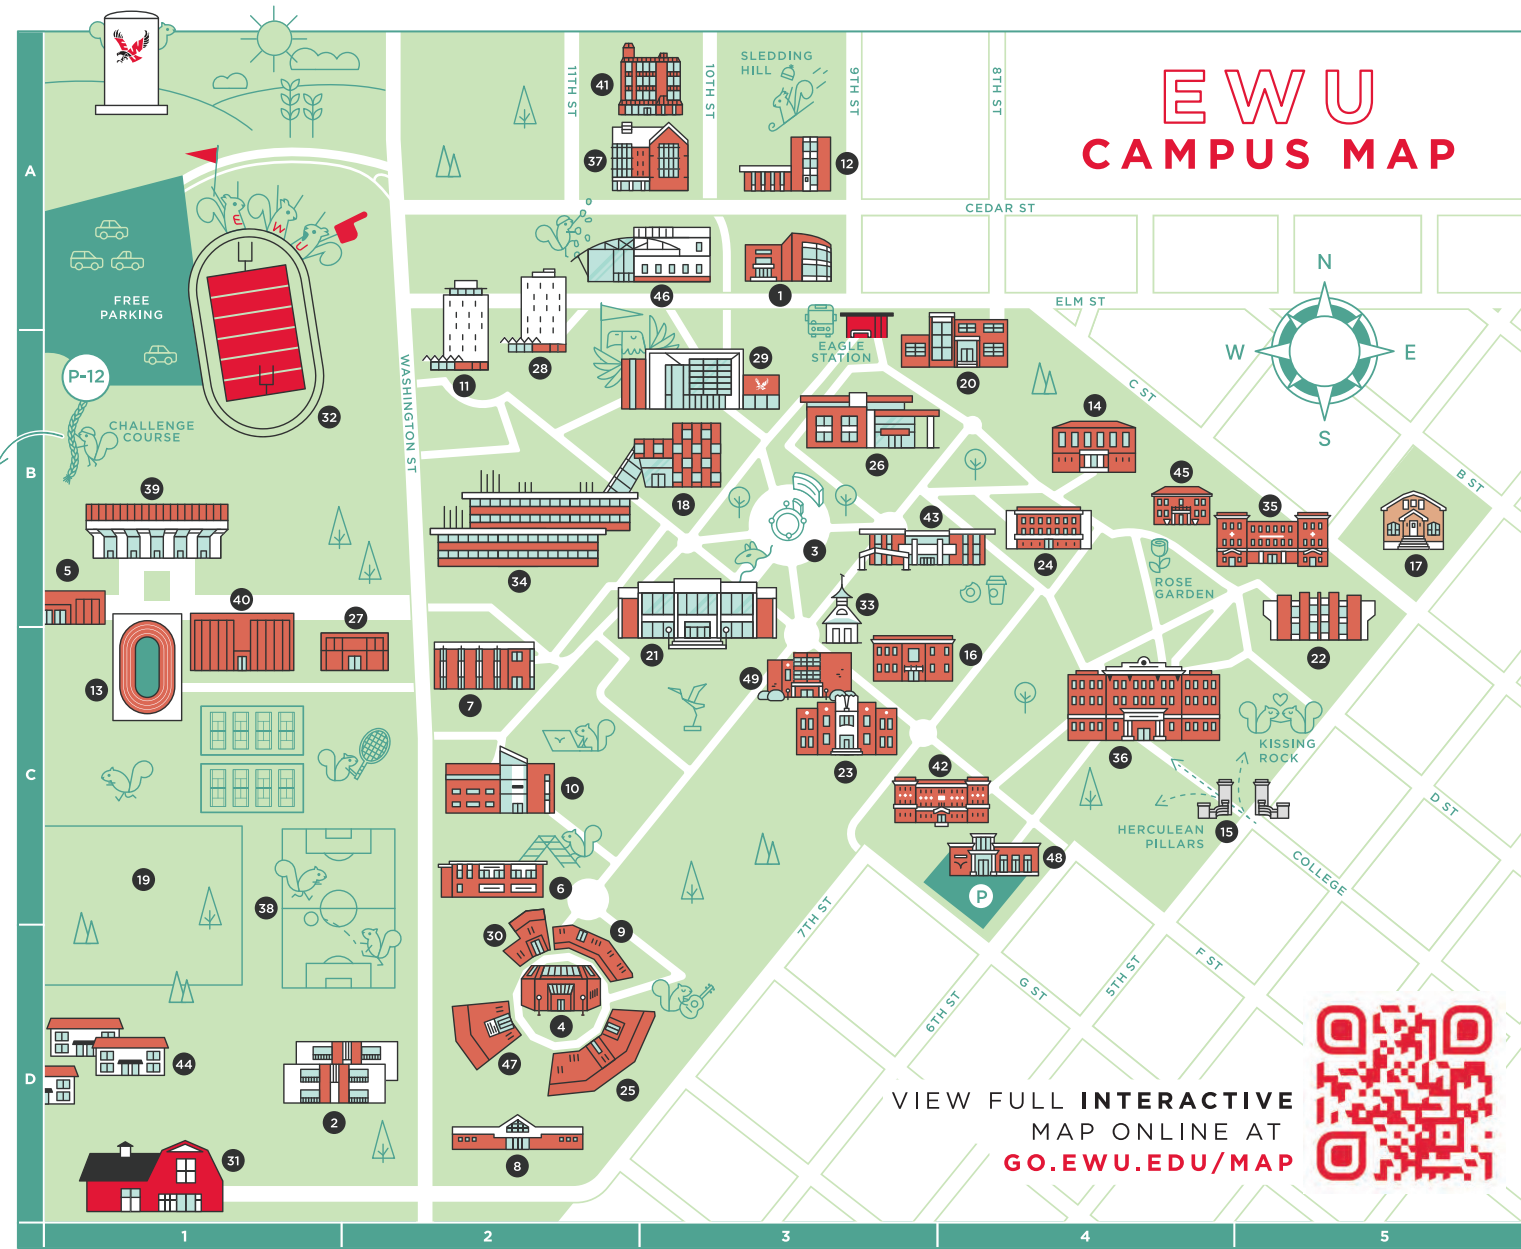 EWU
CAMPUS MAP
SLEDDING
HILL
11TH ST
10TH ST
9TH ST
8TH ST
41
37
12
A
CEDAR ST
E
W
U
FREE
PARKING
46
1
ELM ST
N
W
E
S
EAGLE
STATION
P-12
11
28
29
20
32
WASHINGTON ST
C ST
14
CHALLENGE
COURSE
B
26
45
B ST
39
18
35
43
3
5
34
24
17
ROSE
GARDEN
40
27
33
21
16
22
13
49
7
KISSING
ROCK
C
23
42
36
10
D ST
HERCULEAN
PILLARS
15
48
COLLEGE
19
6
P
38
30
9
7TH ST
F ST
5TH ST
G ST
6TH ST
4
44
47
D
25
2
VIEW FULL INTERACTIVE
MAP ONLINE AT
GO.EWU.EDU/MAP
31
8
1
2
3
4
5